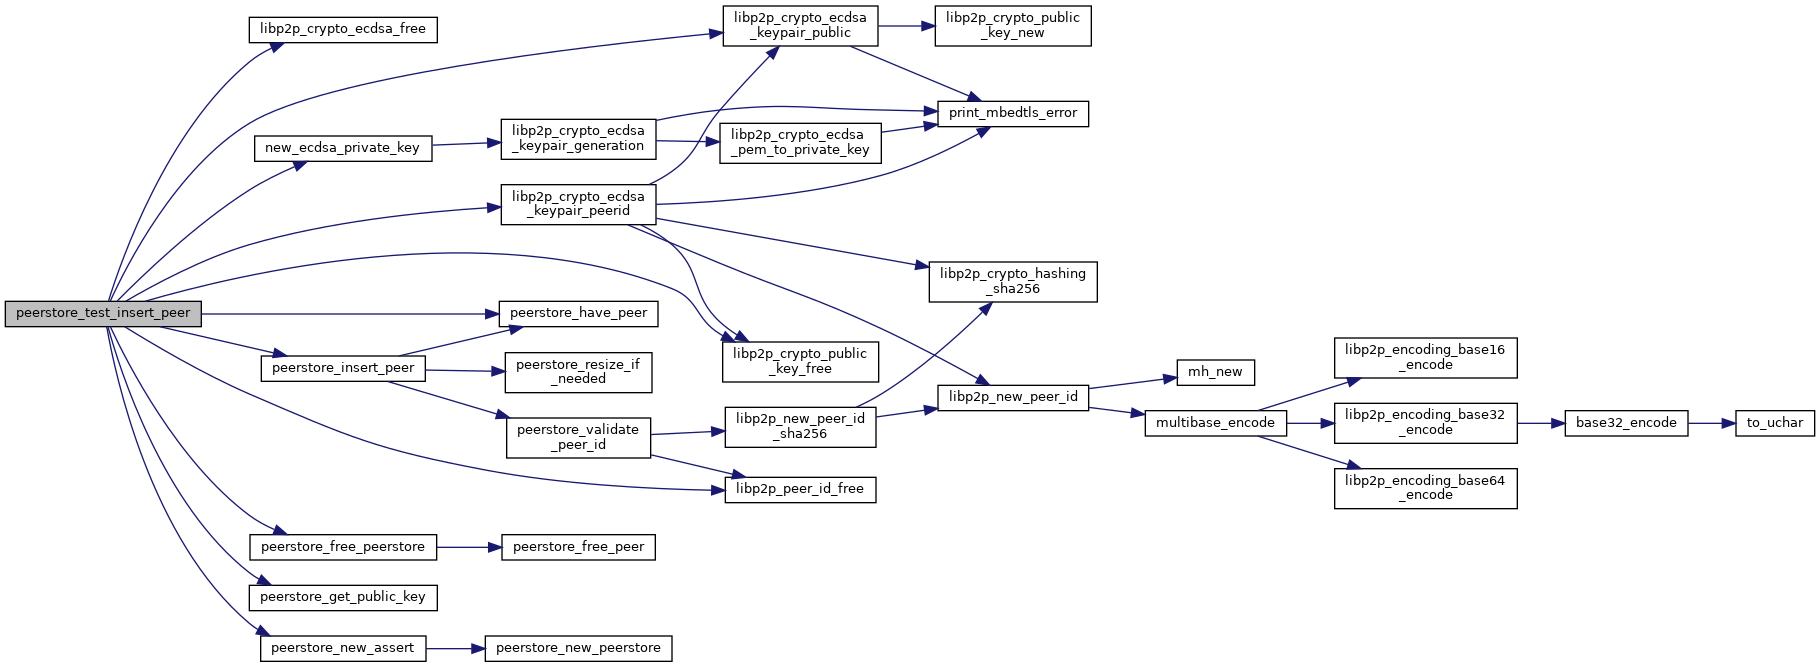 peerstore_test_insert_peer
libp2p_crypto_ecdsa_free
new_ecdsa_private_key
peerstore_insert_peer
peerstore_free_peerstore
peerstore_get_public_key
peerstore_new_assert
libp2p_crypto_ecdsa
_keypair_generation
libp2p_crypto_ecdsa
_keypair_peerid
peerstore_have_peer
peerstore_resize_if
_needed
peerstore_validate
_peer_id
peerstore_free_peer
peerstore_new_peerstore
libp2p_crypto_ecdsa
_keypair_public
libp2p_crypto_ecdsa
_pem_to_private_key
libp2p_crypto_public
_key_free
libp2p_new_peer_id
_sha256
libp2p_peer_id_free
libp2p_crypto_public
_key_new
print_mbedtls_error
libp2p_crypto_hashing
_sha256
libp2p_new_peer_id
mh_new
multibase_encode
libp2p_encoding_base16
_encode
libp2p_encoding_base32
_encode
libp2p_encoding_base64
_encode
base32_encode
to_uchar